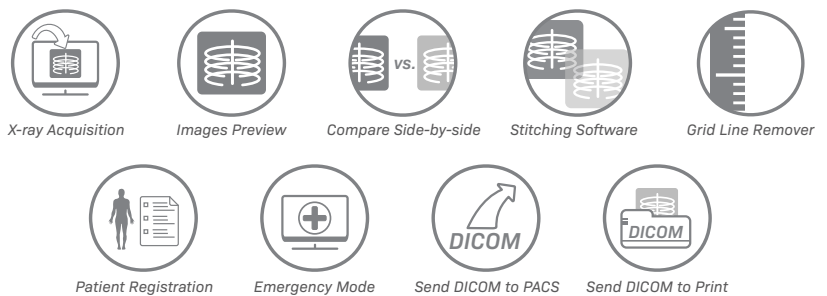 vs.
X-ray Acquisition
Images Preview
Compare Side-by-side
Stitching Software
Grid Line Remover
DICOM
DICOM
Patient Registration
Emergency Mode
Send DICOM to PACS
Send DICOM to Print